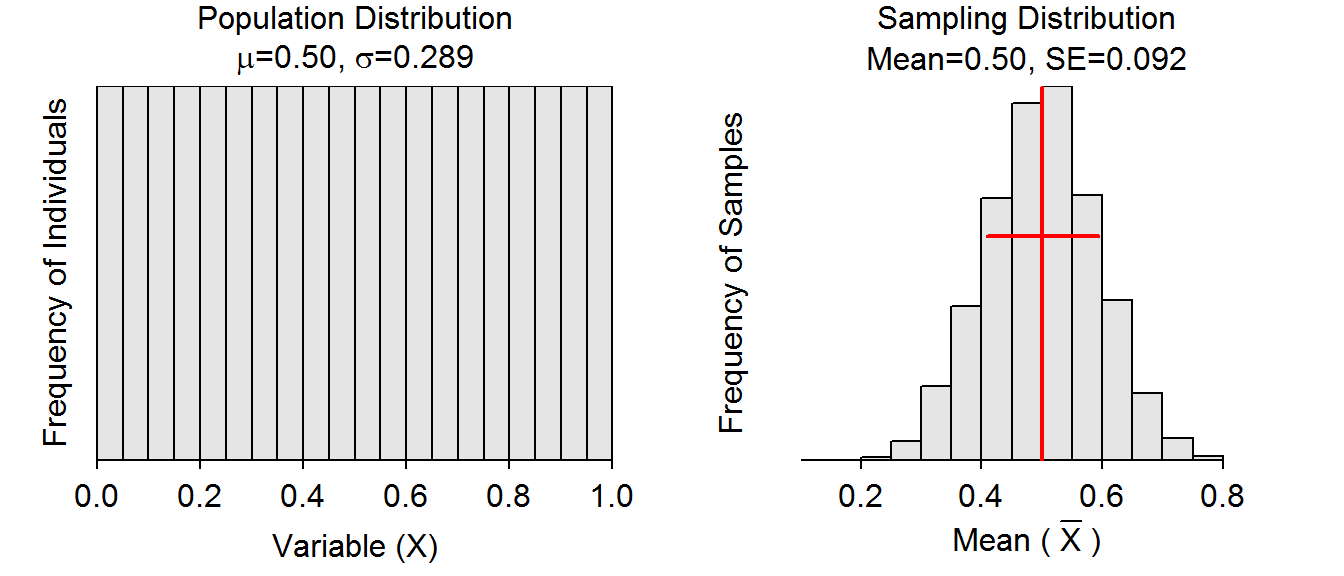 Population Distribution
μ=0.50, σ=0.289
Frequency of Individuals
0.0 0.2 0.4 0.6 0.8 1.0
Variable (X)
Sampling Distribution
Mean=0.50, SE=0.092
Frequency of Samples
0.2 0.4 0.6 0.8
Mean ( X̅ )